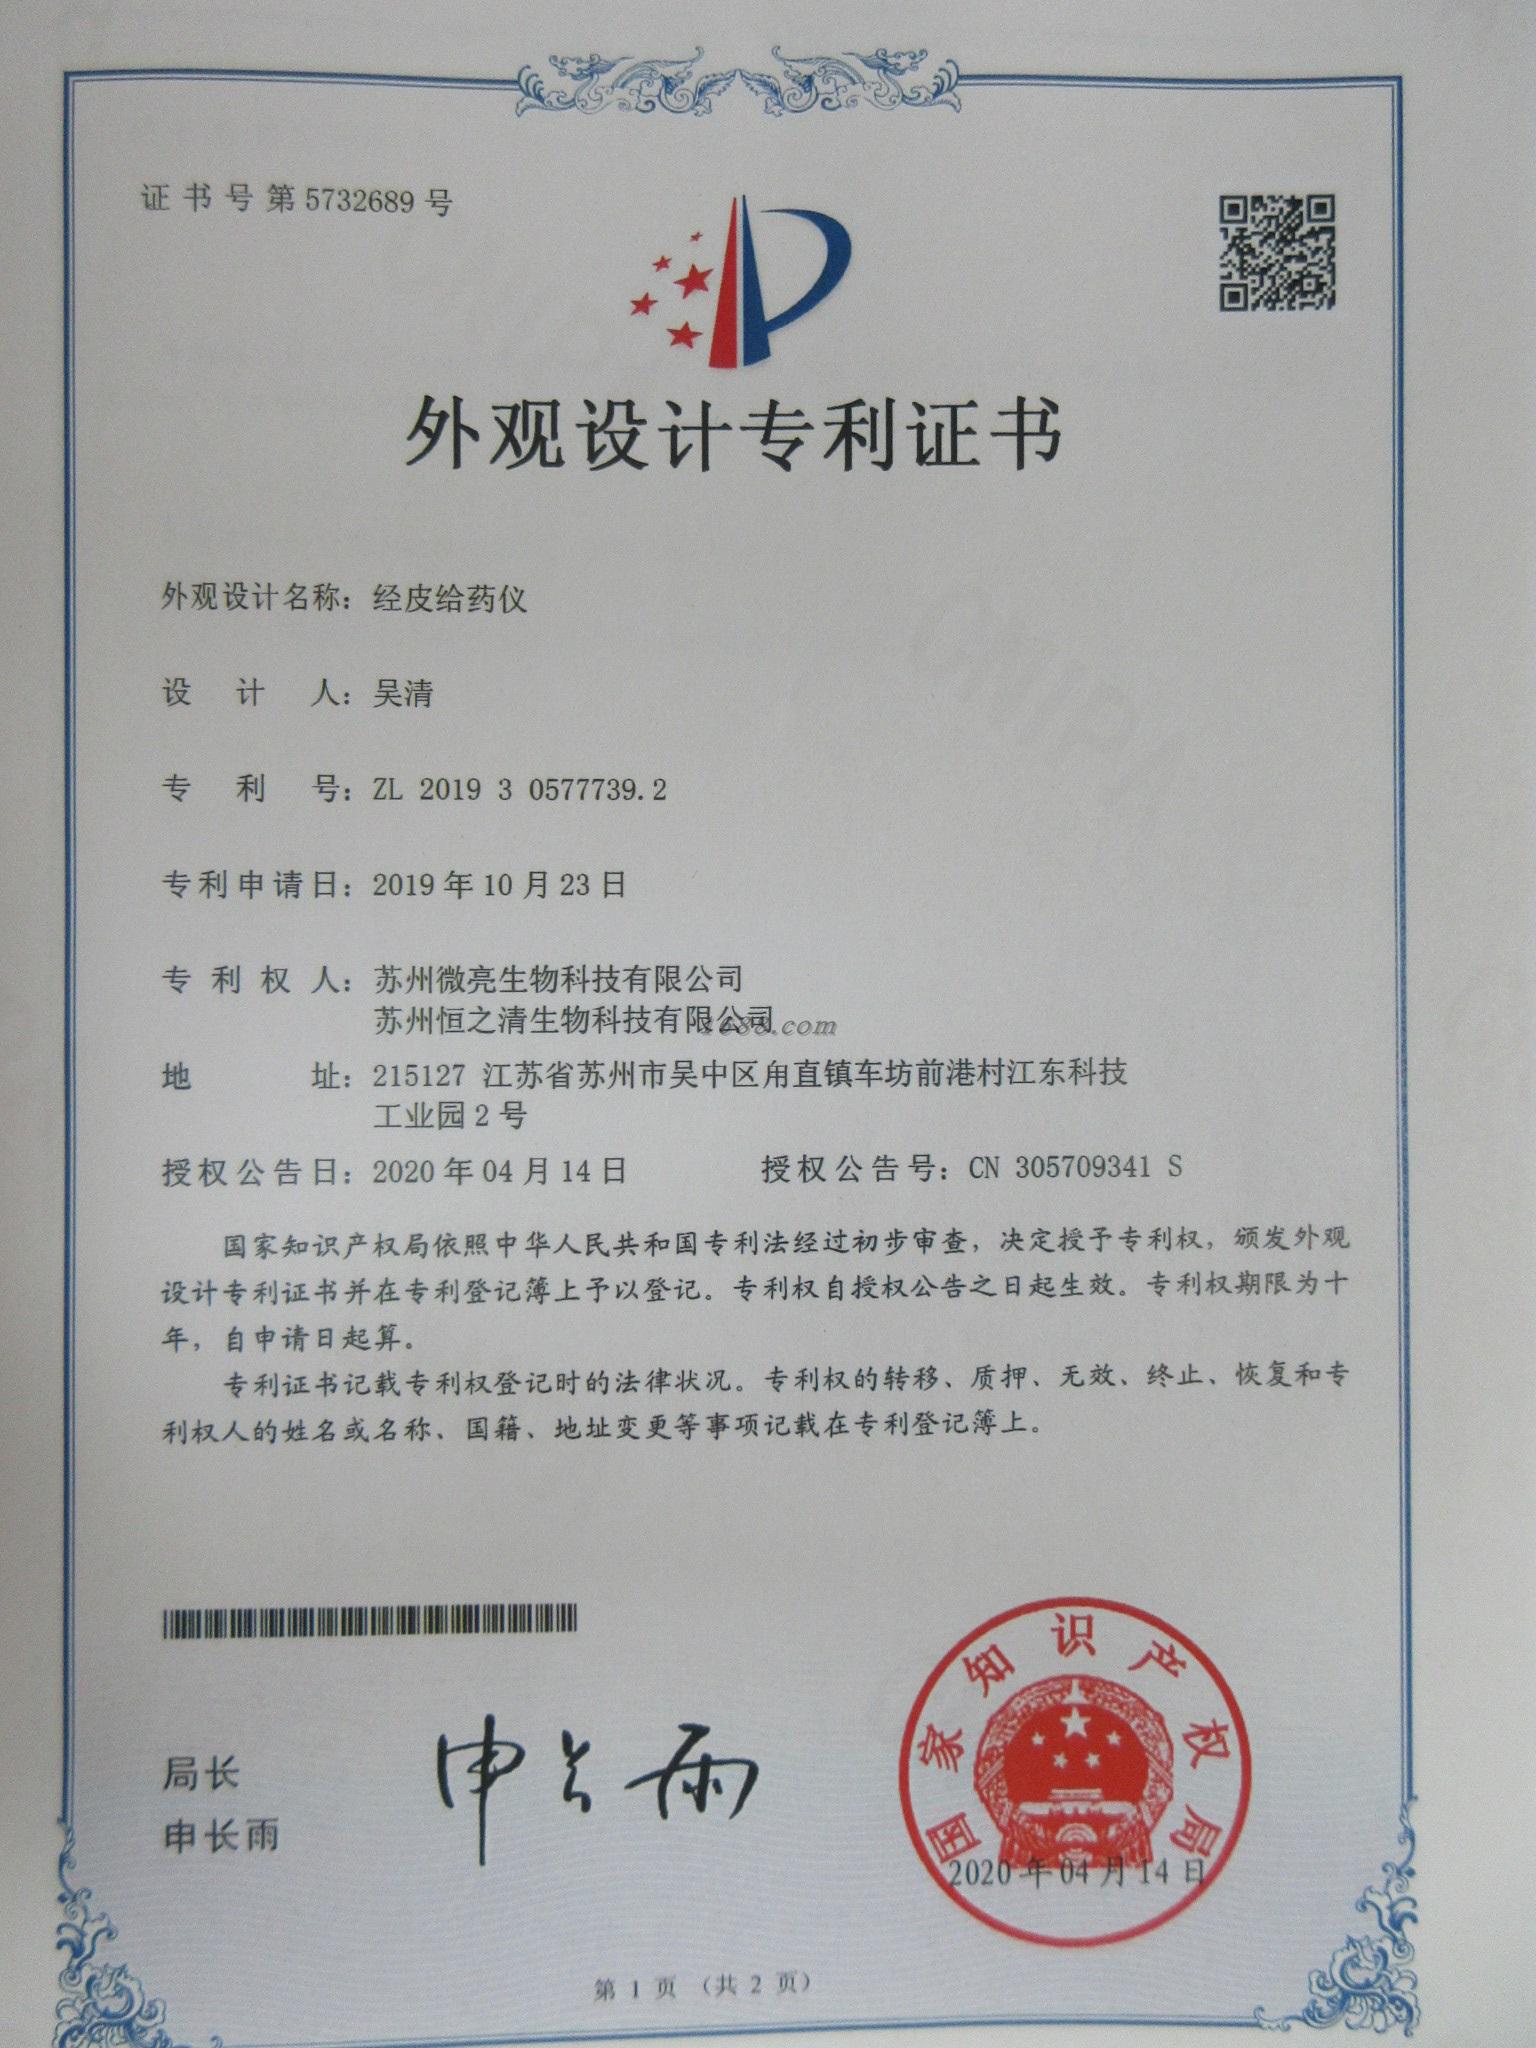 证书号第5732689号
外观设计专利证书
外观设计名称：经皮给药仪
设计人：吴清
专利号：ZL 2019 3 0577739.2
专利申请日：2019年10月23日
专利权人：苏州微亮生物科技有限公司
苏州恒之清生物科技有限公司
1688.com
地址：215127 江苏省苏州市吴中区甪直镇车坊前港村江东科技
工业园2号
授权公告日：2020年04月14日 授权公告号：CN 305709341 S
国家知识产权局依照中华人民共和国专利法经过初步审查，决定授予专利权，颁发外观
设计专利证书并在专利登记簿上予以登记。专利权自授权公告之日起生效。专利权期限为十
年，自申请日起算。
专利证书记载专利权登记时的法律状况。专利权的转移、质押、无效、终止、恢复和专
利权人的姓名或名称、国籍、地址变更等事项记载在专利登记簿上。
局长
申长雨
申长雨
国家知识产权局
2020年04月14日
第 1 页 （共 2 页）